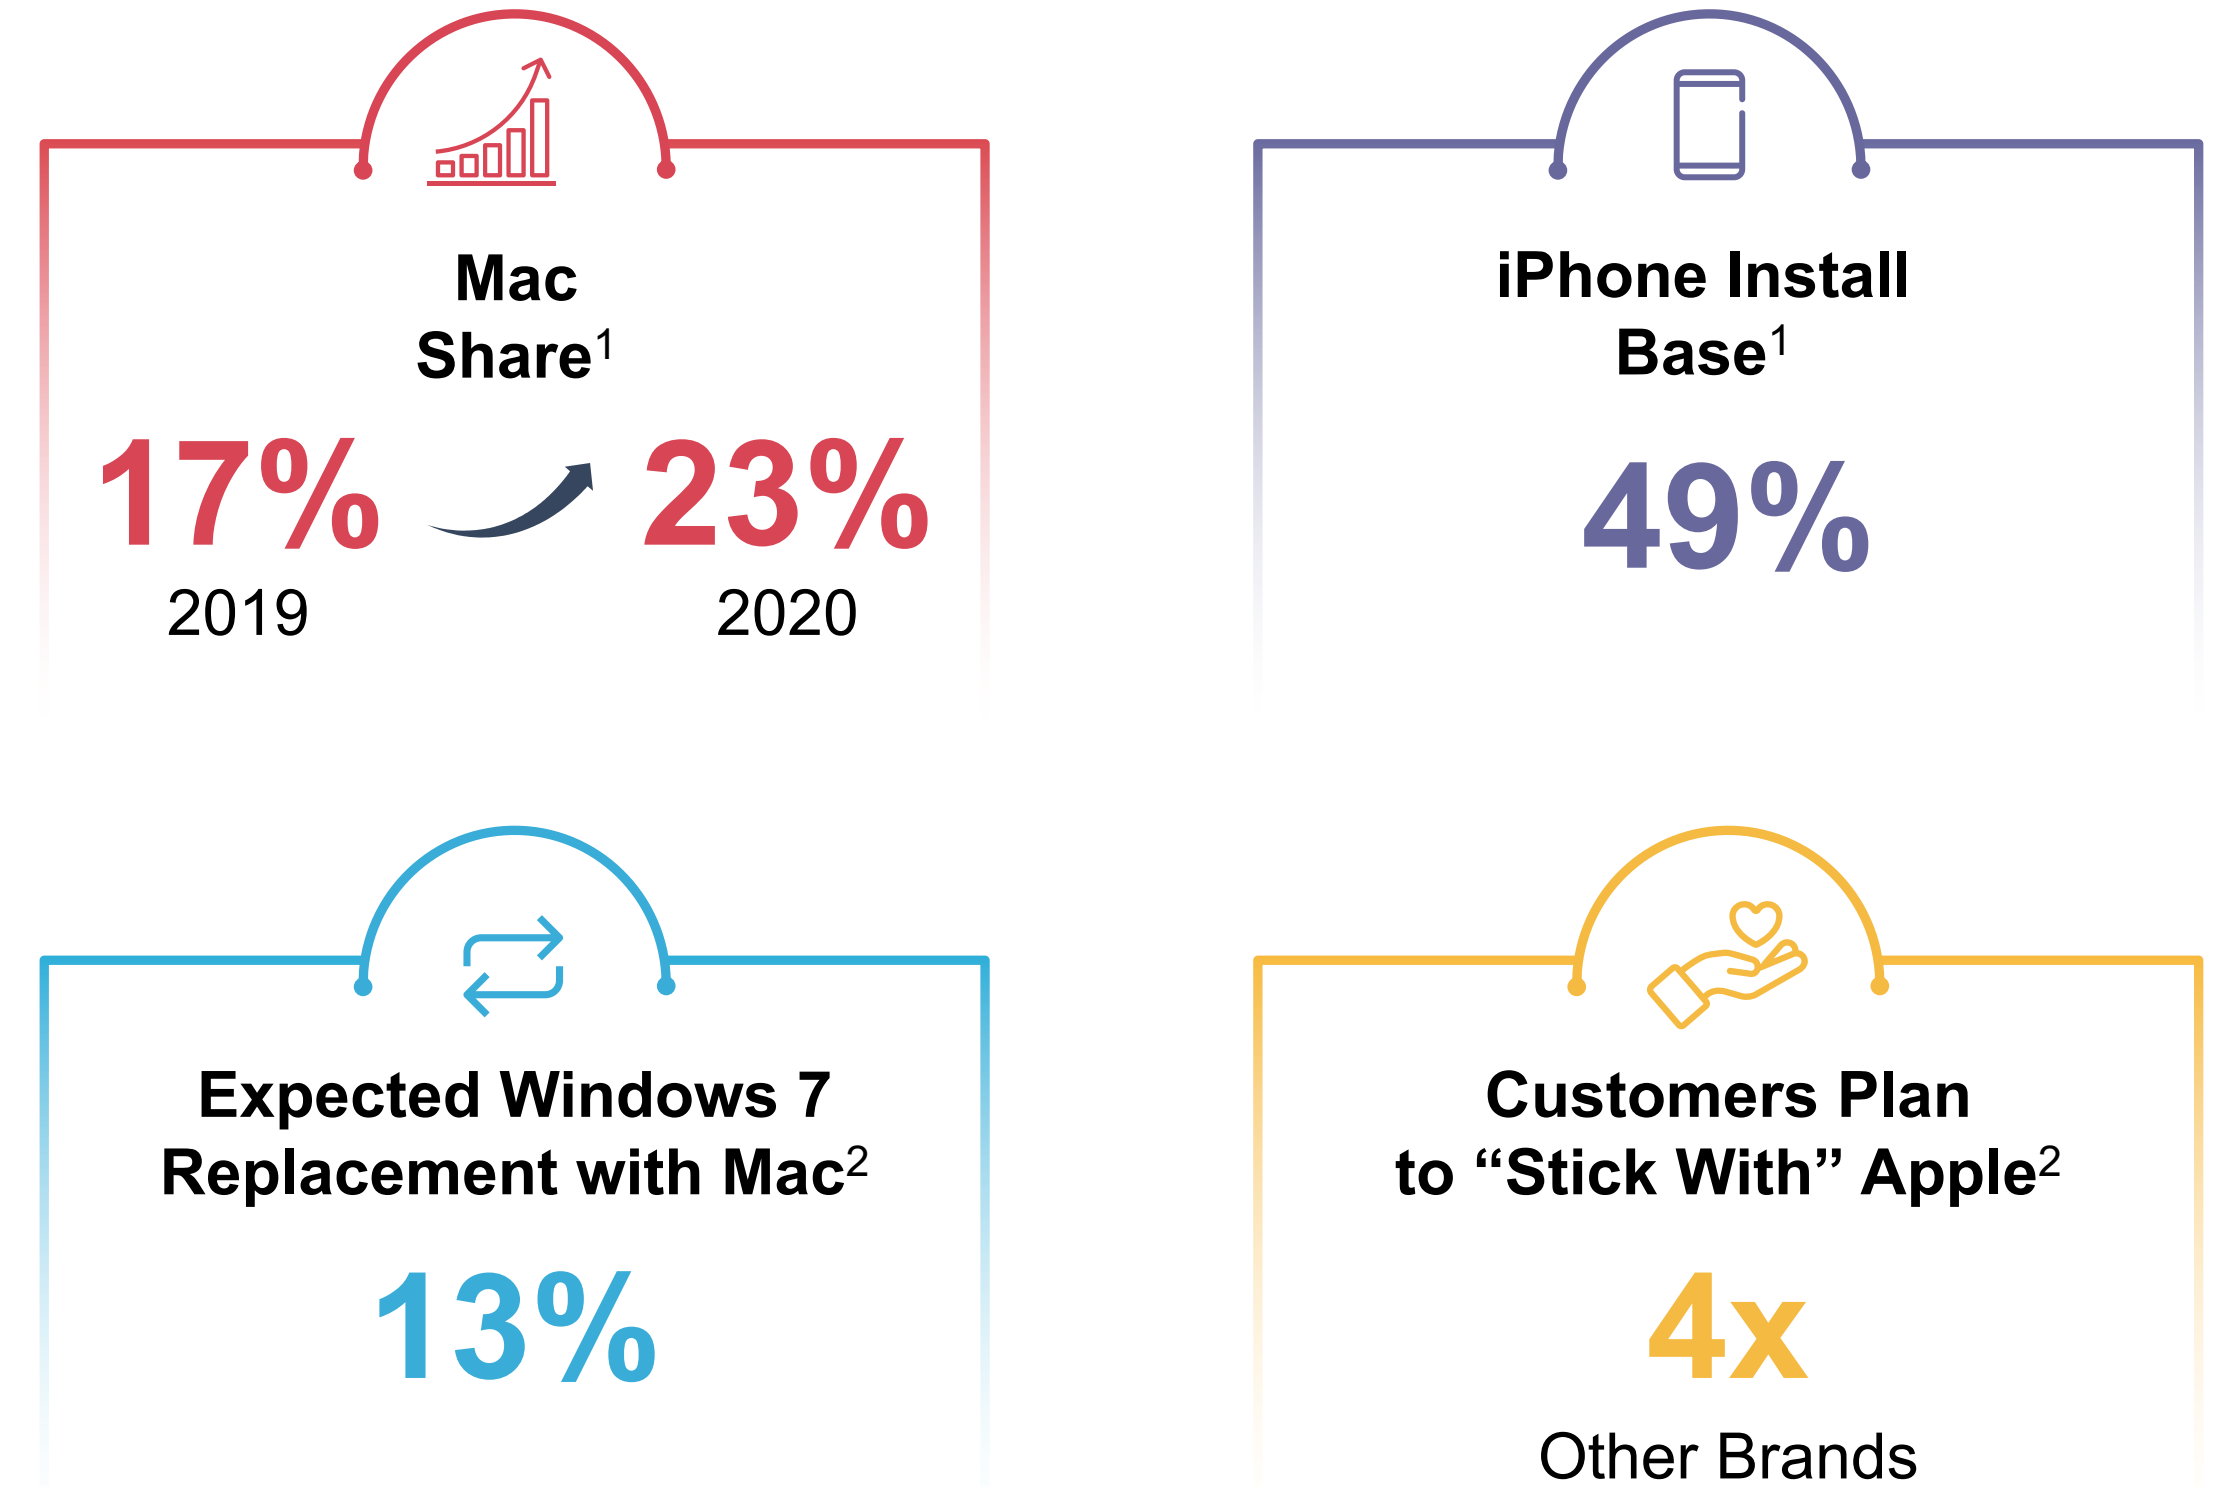 Mac
Share¹
17%
23%
2019
2020
iPhone Install
Base¹
49%
Expected Windows 7
Replacement with Mac²
13%
Customers Plan
to “Stick With” Apple²
4x
Other Brands